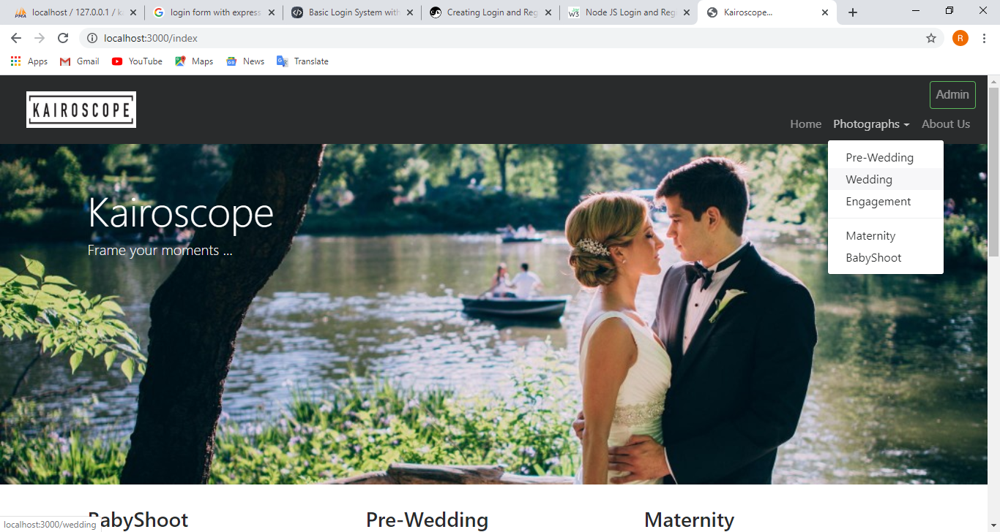 localhost / 127.0.0.1 / k
login form with express
Basic Login System with
Creating Login and Reg
Node JS Login and Regi
Kairoscope...
localhost:3000/index
R
Apps
Gmail
YouTube
Maps
News
Translate
KAIROSCOPE
Admin
Home
Photographs
About Us
Pre-Wedding
Wedding
Engagement
Maternity
BabyShoot
Kairoscope
Frame your moments ...
BabyShoot
Pre-Wedding
Maternity
localhost:3000/wedding